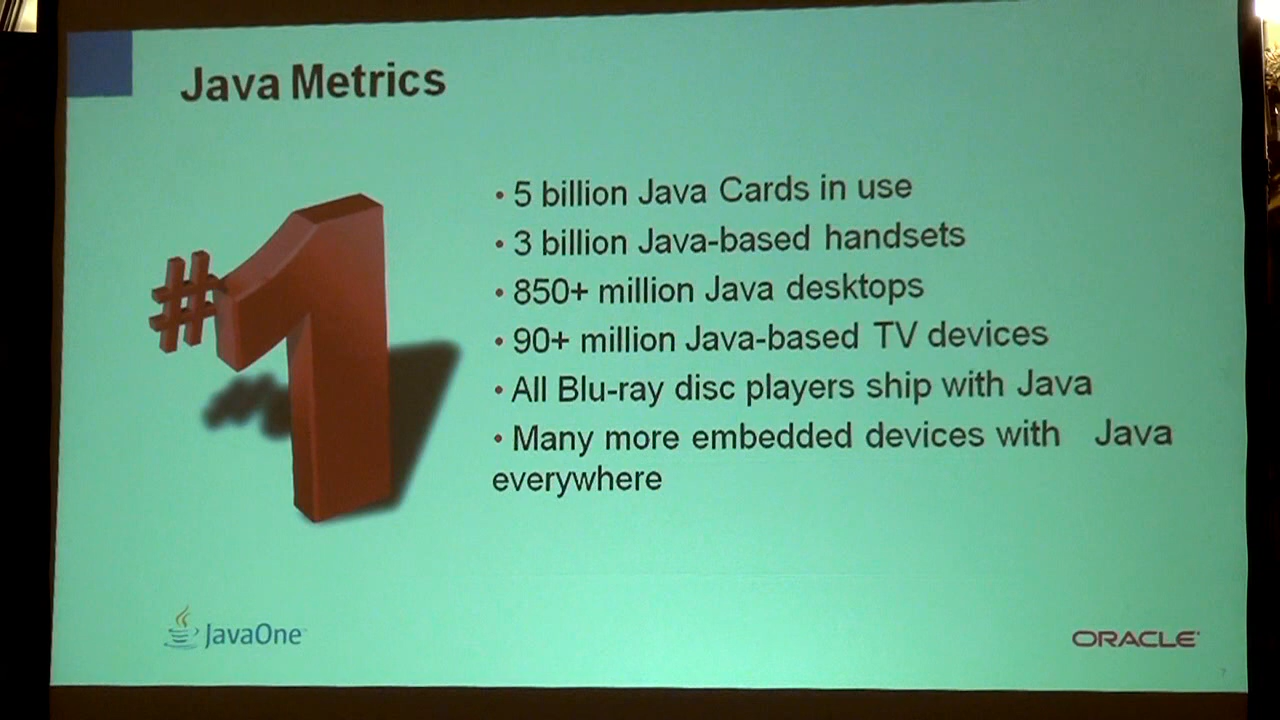 Java Metrics
#1
• 5 billion Java Cards in use
• 3 billion Java-based handsets
• 850+ million Java desktops
• 90+ million Java-based TV devices
• All Blu-ray disc players ship with Java
• Many more embedded devices with Java
everywhere
JavaOne
ORACLE
7